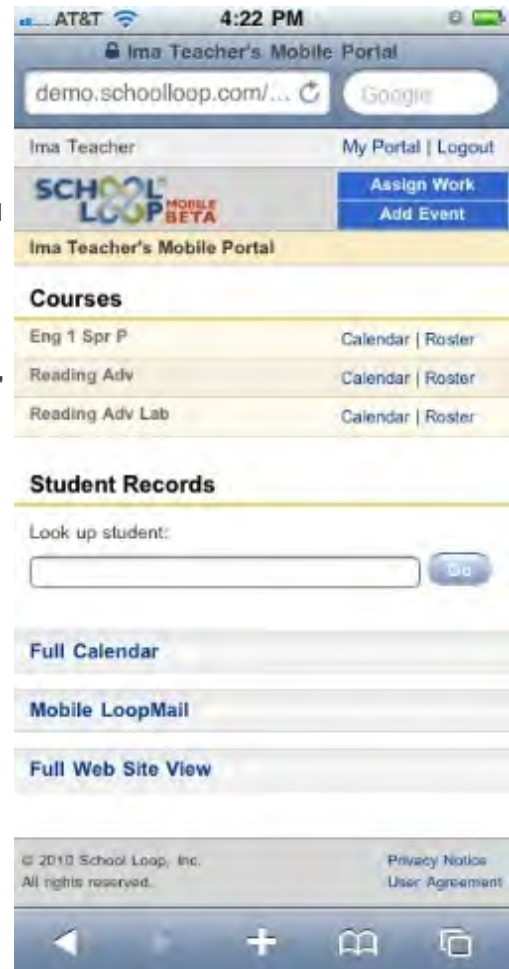 AT&T 4:22 PM
Ima Teacher's Mobile Portal
demo.schoolloop.com/... Google
Ima Teacher My Portal | Logout
SCHOOL LOOP MOBILE BETA
Assign Work
Add Event
Ima Teacher's Mobile Portal
Courses
Eng 1 Spr P Calendar | Roster
Reading Adv Calendar | Roster
Reading Adv Lab Calendar | Roster
Student Records
Look up student:
Go
Full Calendar
Mobile LoopMail
Full Web Site View
© 2010 School Loop, Inc. Privacy Notice
All rights reserved. User Agreement